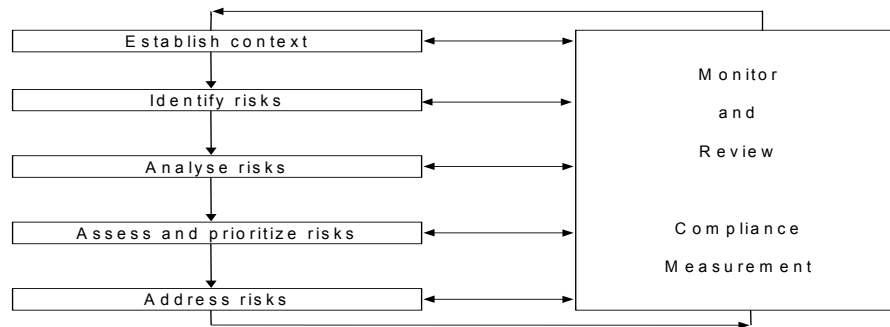 Establish context
Identify risks
Analyse risks
Assess and prioritize risks
Address risks
Monitor
and
Review
Compliance
Measurement